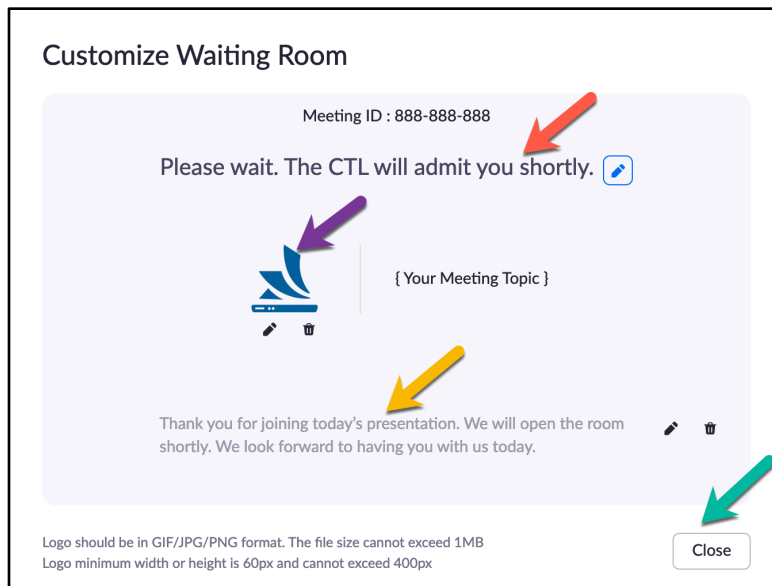 Customize Waiting Room
Meeting ID : 888-888-888
Please wait. The CTL will admit you shortly.
{ Your Meeting Topic }
Thank you for joining today's presentation. We will open the room
shortly. We look forward to having you with us today.
Logo should be in GIF/JPG/PNG format. The file size cannot exceed 1MB
Logo minimum width or height is 60px and cannot exceed 400px
Close